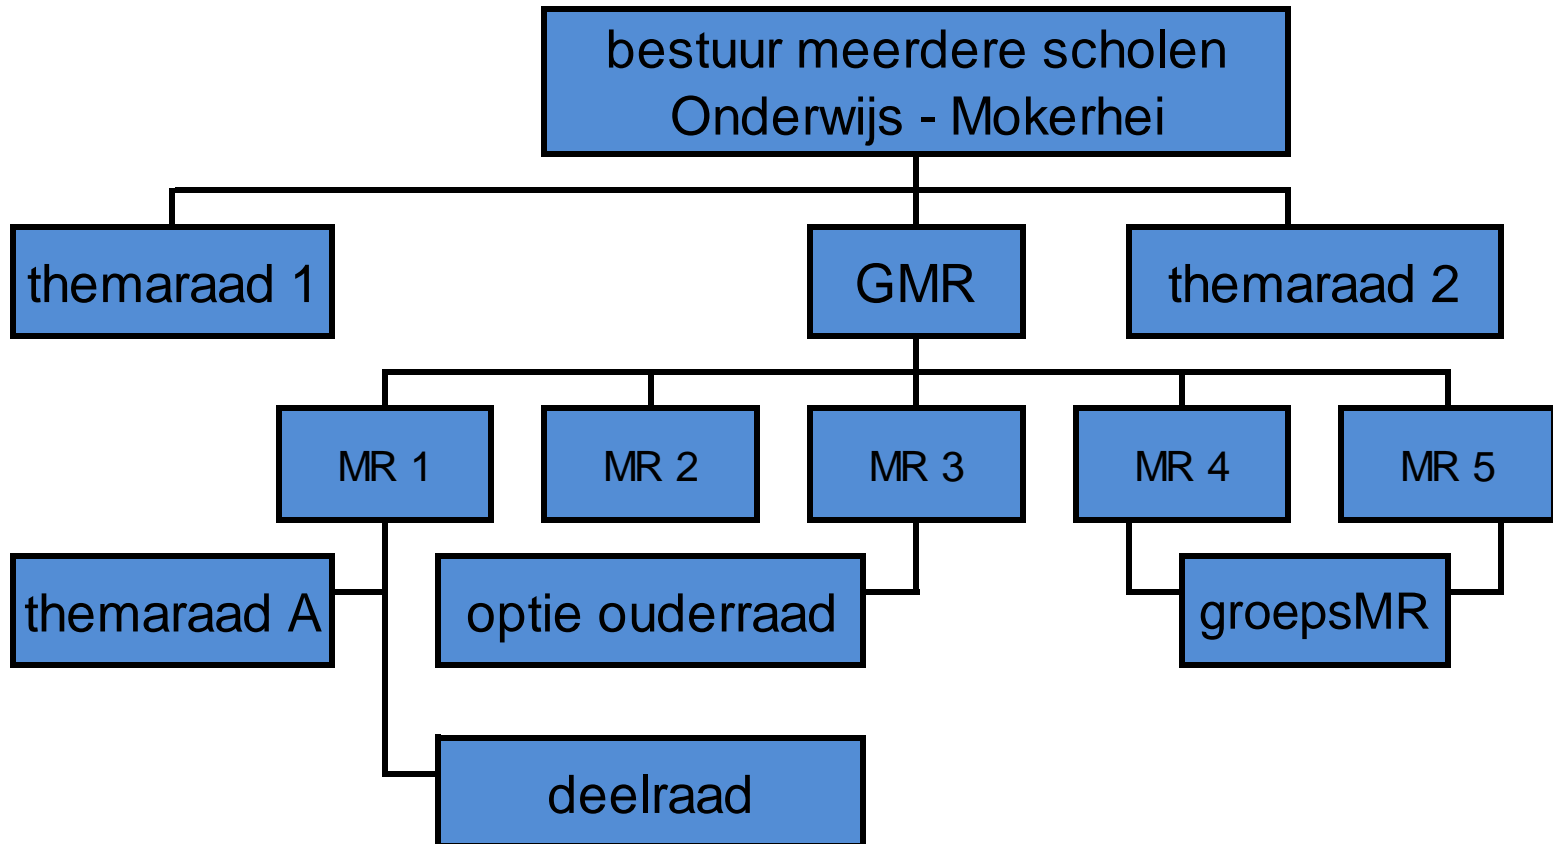 bestuur meerdere scholen
Onderwijs - Mokerhei
themaraad 1
GMR
themaraad 2
MR 1
MR 2
MR 3
MR 4
MR 5
themaraad A
optie ouderraad
groepsMR
deelraad